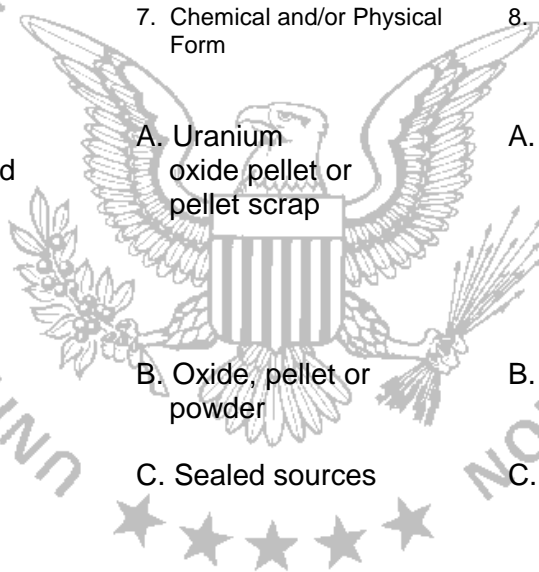 7. Chemical and/or Physical 8.
Form
A. Uranium A.
d oxide pellet or
pellet scrap
B. Oxide, pellet or B.
powder
C. Sealed sources C.